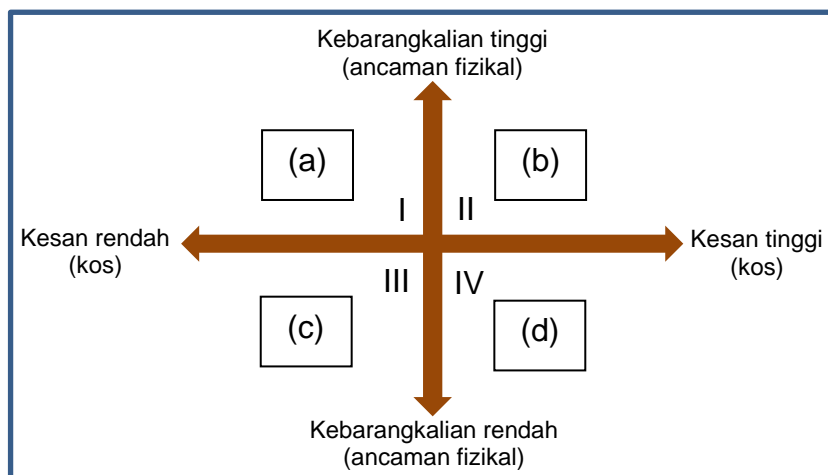 Kebarangkalian tinggi
(ancaman fizikal)
(a)
(b)
I
II
Kesan rendah
(kos)
Kesan tinggi
(kos)
III
IV
(c)
(d)
Kebarangkalian rendah
(ancaman fizikal)